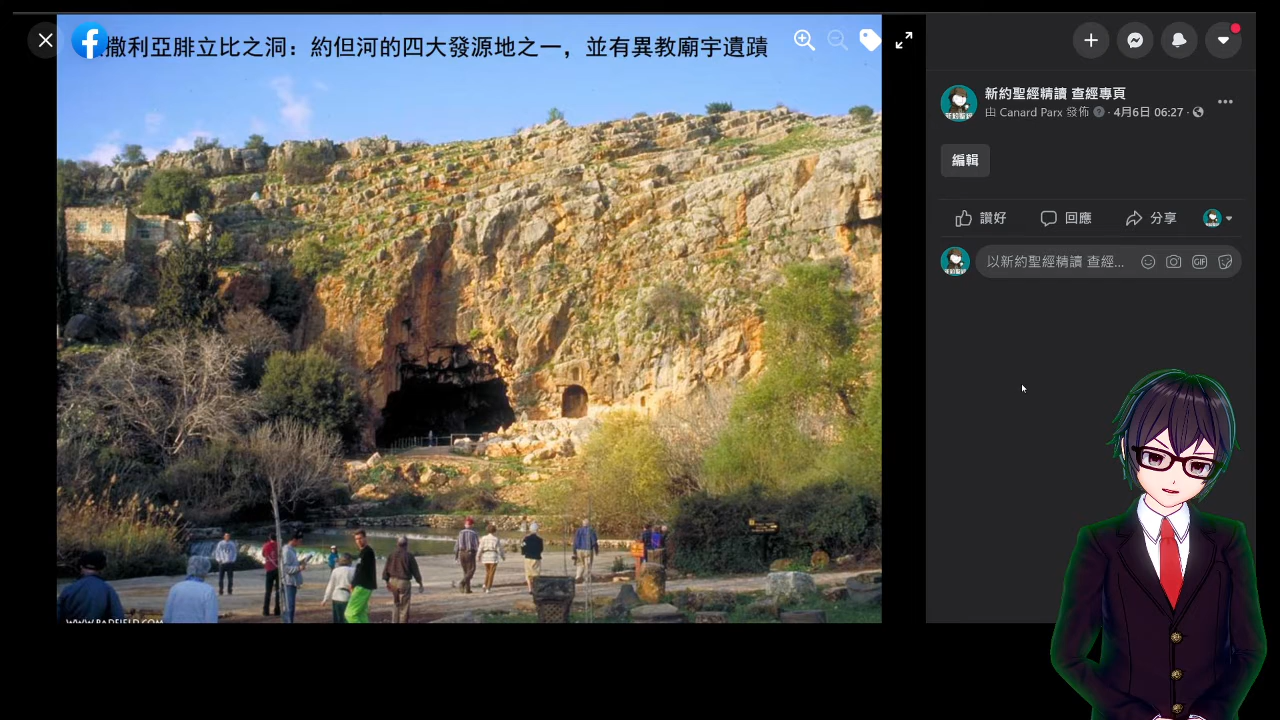 撒利亞腓立比之洞：約但河的四大發源地之一，並有異教廟宇遺蹟
新約聖經精讀 查經專頁
由 Canard Parx 發佈 · 4月6日 06:27 ·
編輯
讚好 回應 分享
以新約聖經精讀 查經...
GIF
WWW.PADFIELD.COM